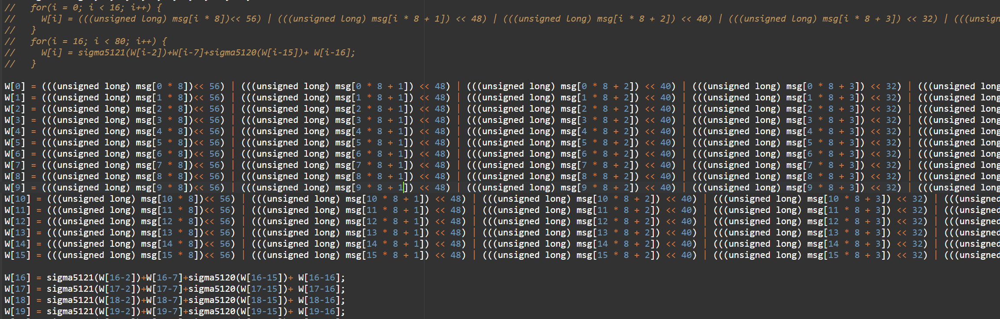 //   for(i = 0; i < 16; i++) {
//     W[i] = (((unsigned long) msg[i * 8])<< 56) | (((unsigned long) msg[i * 8 + 1]) << 48) | (((unsigned long) msg[i * 8 + 2]) << 40) | (((unsigned long) msg[i * 8 + 3]) << 32) | (((unsign
//   }
//   for(i = 16; i < 80; i++) {
//     W[i] = sigma5121(W[i-2])+W[i-7]+sigma5120(W[i-15])+ W[i-16];
//   }
W[0] = (((unsigned long) msg[0 * 8])<< 56) | (((unsigned long) msg[0 * 8 + 1]) << 48) | (((unsigned long) msg[0 * 8 + 2]) << 40) | (((unsigned long) msg[0 * 8 + 3]) << 32) | (((unsigned long
W[1] = (((unsigned long) msg[1 * 8])<< 56) | (((unsigned long) msg[1 * 8 + 1]) << 48) | (((unsigned long) msg[1 * 8 + 2]) << 40) | (((unsigned long) msg[1 * 8 + 3]) << 32) | (((unsigned long
W[2] = (((unsigned long) msg[2 * 8])<< 56) | (((unsigned long) msg[2 * 8 + 1]) << 48) | (((unsigned long) msg[2 * 8 + 2]) << 40) | (((unsigned long) msg[2 * 8 + 3]) << 32) | (((unsigned long
W[3] = (((unsigned long) msg[3 * 8])<< 56) | (((unsigned long) msg[3 * 8 + 1]) << 48) | (((unsigned long) msg[3 * 8 + 2]) << 40) | (((unsigned long) msg[3 * 8 + 3]) << 32) | (((unsigned long
W[4] = (((unsigned long) msg[4 * 8])<< 56) | (((unsigned long) msg[4 * 8 + 1]) << 48) | (((unsigned long) msg[4 * 8 + 2]) << 40) | (((unsigned long) msg[4 * 8 + 3]) << 32) | (((unsigned long
W[5] = (((unsigned long) msg[5 * 8])<< 56) | (((unsigned long) msg[5 * 8 + 1]) << 48) | (((unsigned long) msg[5 * 8 + 2]) << 40) | (((unsigned long) msg[5 * 8 + 3]) << 32) | (((unsigned long
W[6] = (((unsigned long) msg[6 * 8])<< 56) | (((unsigned long) msg[6 * 8 + 1]) << 48) | (((unsigned long) msg[6 * 8 + 2]) << 40) | (((unsigned long) msg[6 * 8 + 3]) << 32) | (((unsigned long
W[7] = (((unsigned long) msg[7 * 8])<< 56) | (((unsigned long) msg[7 * 8 + 1]) << 48) | (((unsigned long) msg[7 * 8 + 2]) << 40) | (((unsigned long) msg[7 * 8 + 3]) << 32) | (((unsigned long
W[8] = (((unsigned long) msg[8 * 8])<< 56) | (((unsigned long) msg[8 * 8 + 1]) << 48) | (((unsigned long) msg[8 * 8 + 2]) << 40) | (((unsigned long) msg[8 * 8 + 3]) << 32) | (((unsigned long
W[9] = (((unsigned long) msg[9 * 8])<< 56) | (((unsigned long) msg[9 * 8 + 1]) << 48) | (((unsigned long) msg[9 * 8 + 2]) << 40) | (((unsigned long) msg[9 * 8 + 3]) << 32) | (((unsigned long
W[10] = (((unsigned long) msg[10 * 8])<< 56) | (((unsigned long) msg[10 * 8 + 1]) << 48) | (((unsigned long) msg[10 * 8 + 2]) << 40) | (((unsigned long) msg[10 * 8 + 3]) << 32) | (((unsigned
W[11] = (((unsigned long) msg[11 * 8])<< 56) | (((unsigned long) msg[11 * 8 + 1]) << 48) | (((unsigned long) msg[11 * 8 + 2]) << 40) | (((unsigned long) msg[11 * 8 + 3]) << 32) | (((unsigned
W[12] = (((unsigned long) msg[12 * 8])<< 56) | (((unsigned long) msg[12 * 8 + 1]) << 48) | (((unsigned long) msg[12 * 8 + 2]) << 40) | (((unsigned long) msg[12 * 8 + 3]) << 32) | (((unsigned
W[13] = (((unsigned long) msg[13 * 8])<< 56) | (((unsigned long) msg[13 * 8 + 1]) << 48) | (((unsigned long) msg[13 * 8 + 2]) << 40) | (((unsigned long) msg[13 * 8 + 3]) << 32) | (((unsigned
W[14] = (((unsigned long) msg[14 * 8])<< 56) | (((unsigned long) msg[14 * 8 + 1]) << 48) | (((unsigned long) msg[14 * 8 + 2]) << 40) | (((unsigned long) msg[14 * 8 + 3]) << 32) | (((unsigned
W[15] = (((unsigned long) msg[15 * 8])<< 56) | (((unsigned long) msg[15 * 8 + 1]) << 48) | (((unsigned long) msg[15 * 8 + 2]) << 40) | (((unsigned long) msg[15 * 8 + 3]) << 32) | (((unsigned
W[16] = sigma5121(W[16-2])+W[16-7]+sigma5120(W[16-15])+ W[16-16];
W[17] = sigma5121(W[17-2])+W[17-7]+sigma5120(W[17-15])+ W[17-16];
W[18] = sigma5121(W[18-2])+W[18-7]+sigma5120(W[18-15])+ W[18-16];
W[19] = sigma5121(W[19-2])+W[19-7]+sigma5120(W[19-15])+ W[19-16];